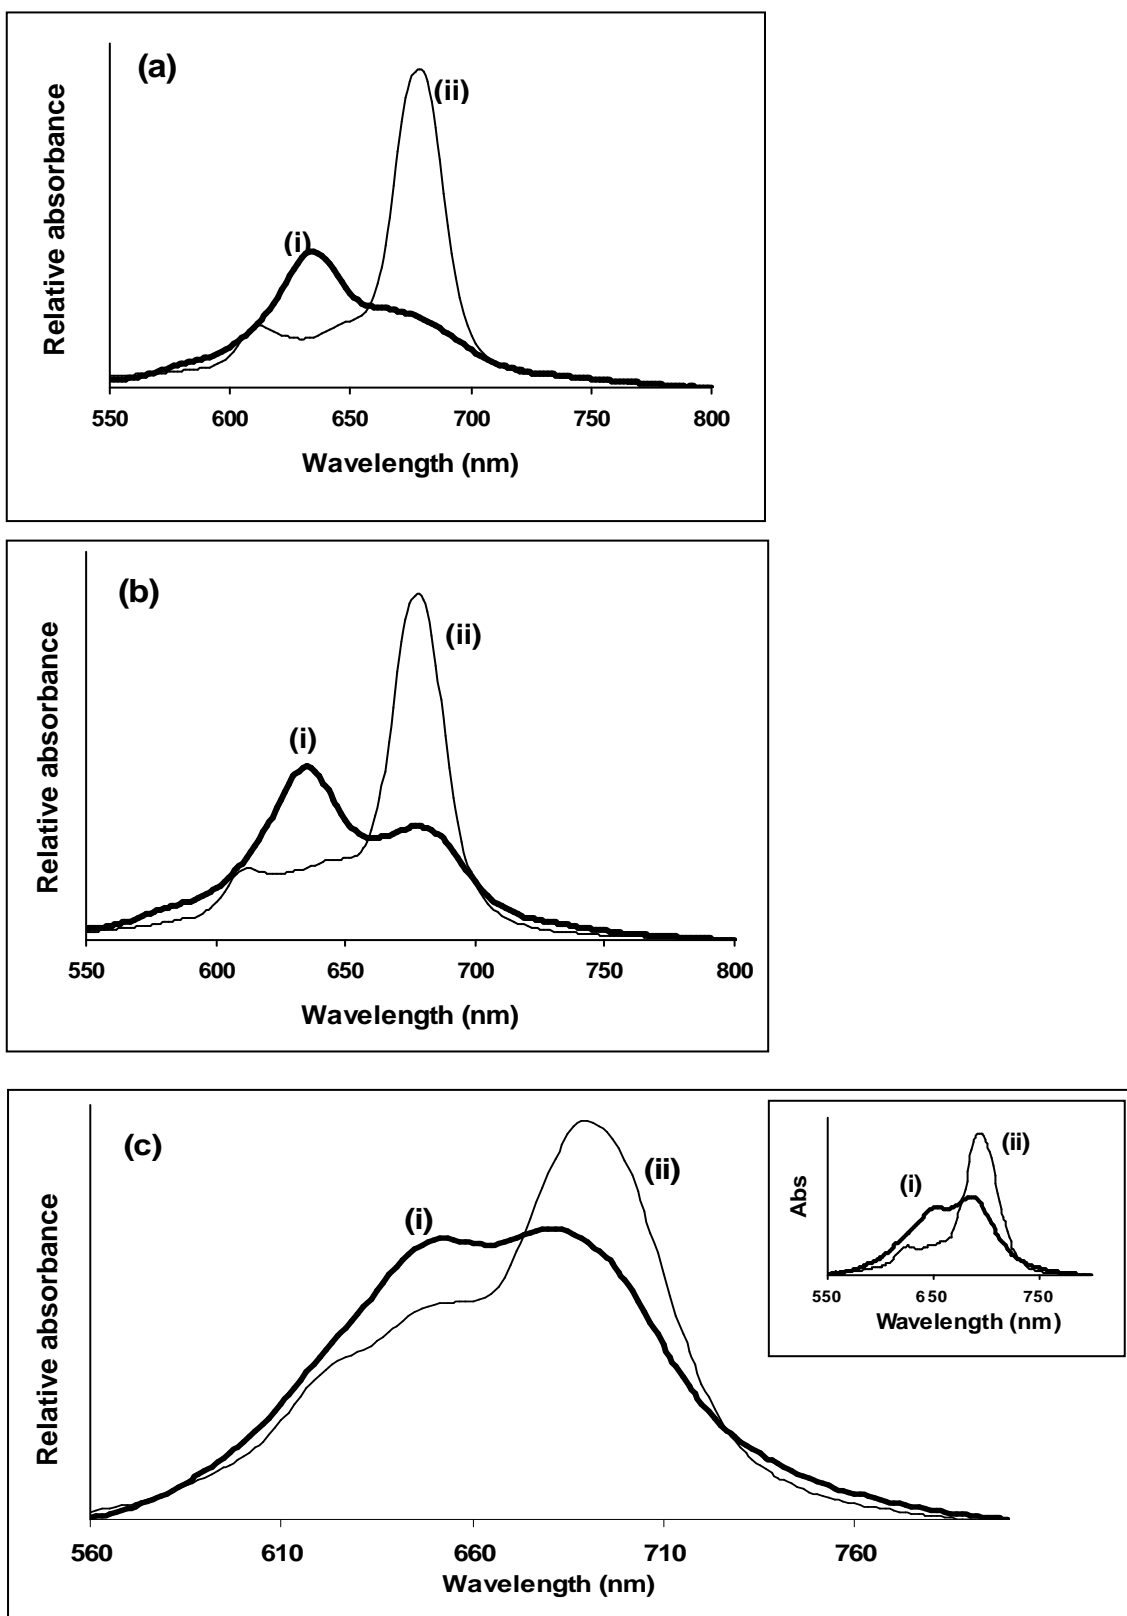 (a)
(ii)
(i)
Relative absorbance
550 600 650 700 750 800
Wavelength (nm)
(b)
(ii)
(i)
Relative absorbance
550 600 650 700 750 800
Wavelength (nm)
(c)
(ii)
(i)
Relative absorbance
560 610 660 710 760
Wavelength (nm)
(ii)
(i)
Abs
550 650 750
Wavelength (nm)